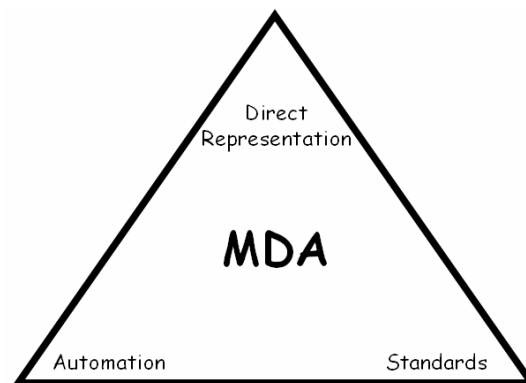 Direct
Representation
MDA
Automation
Standards